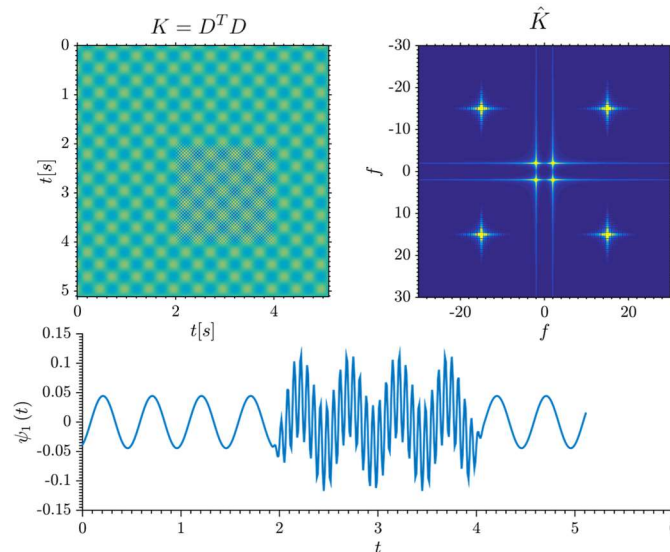 K = D^T D
0
1
2
3
4
5
t[s]
0 2 4
t[s]
K̂
-30
-20
-10
0
10
20
30
f
-20 0 20
f
0.15
0.1
0.05
0
-0.05
-0.1
-0.15
ψ₁(t)
0 1 2 3 4 5
t